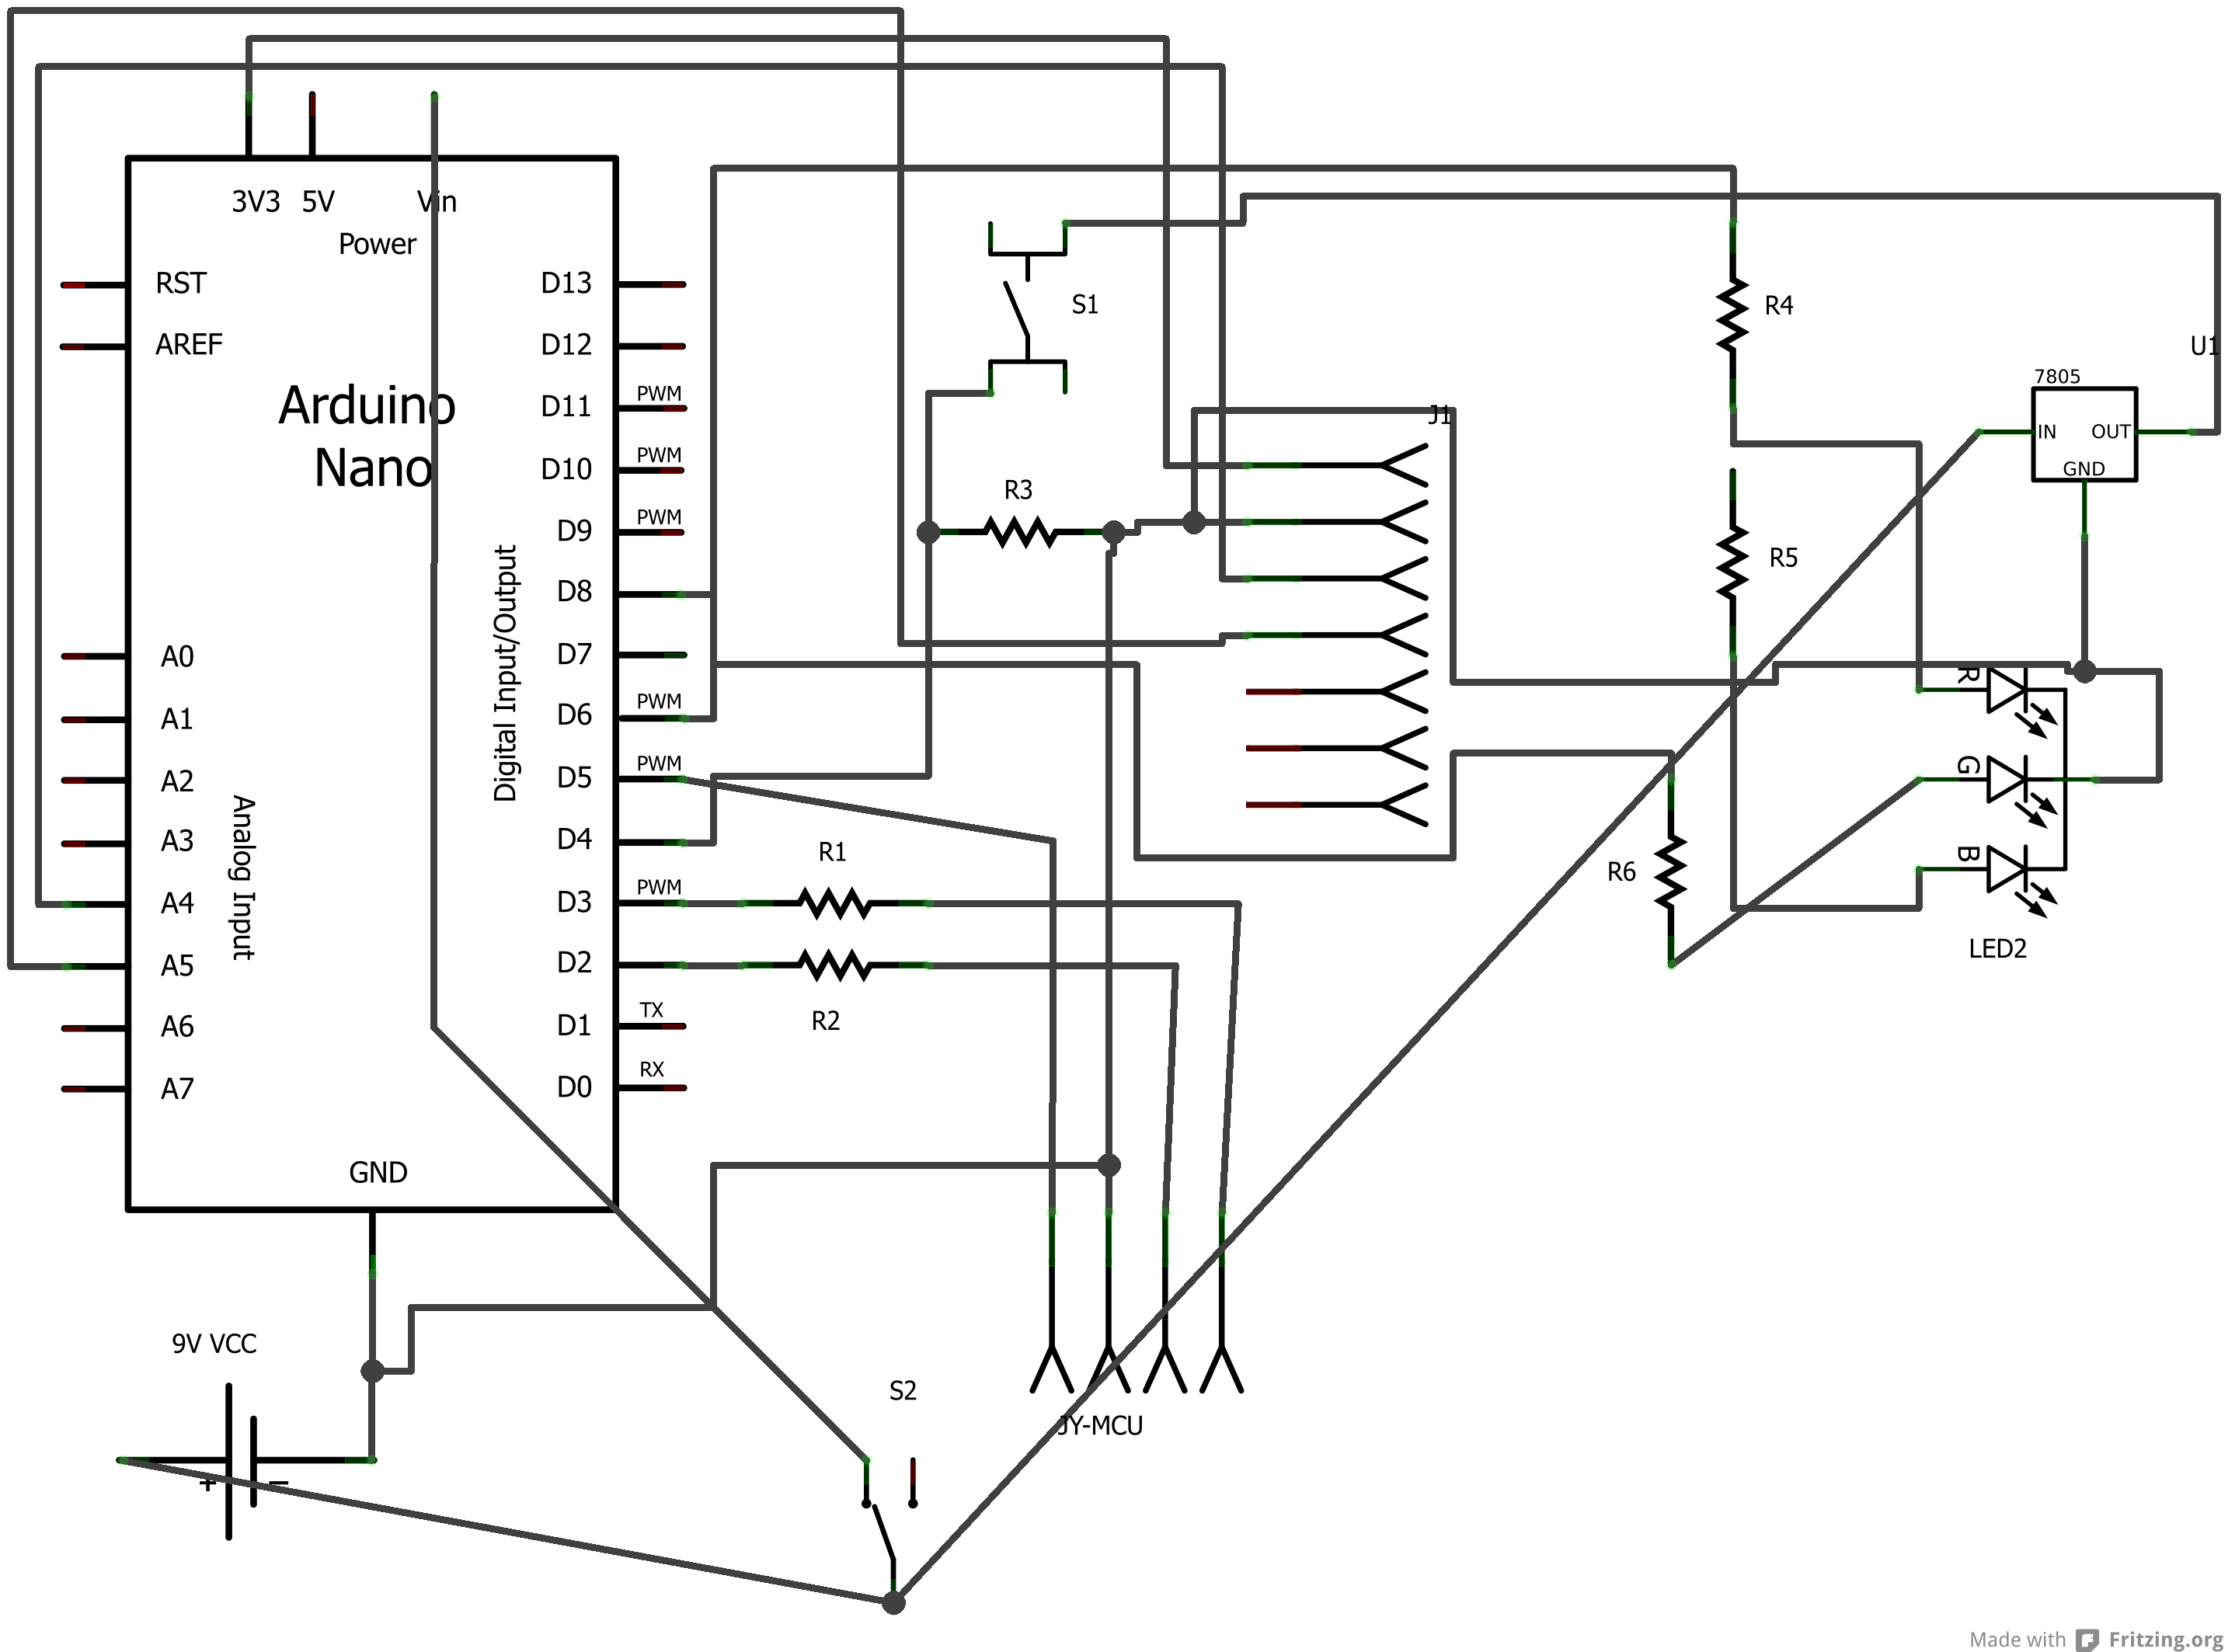 3V3 5V Vin
Power
RST
AREF
Arduino
Nano
A0
A1
A2
A3
A4
A5
A6
A7
Analog Input
Digital Input/Output
D13
D12
D11 PWM
D10 PWM
D9 PWM
D8
D7
D6 PWM
D5 PWM
D4
D3 PWM
D2
D1 TX
D0 RX
GND
9V VCC
+ −
S1
R3
J1
R1
R2
JY-MCU
S2
R4
R5
R6
U1
7805
IN OUT
GND
R
G
B
LED2
Made with Fritzing.org